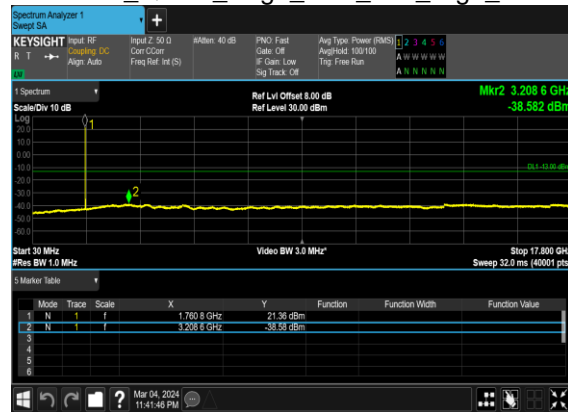 Spectrum Analyzer 1
Swept SA
+
KEYSIGHT
R T
Input: RF
Coupling: DC
Align: Auto
Input Z: 50 Ω
Corr CCorr
Freq Ref: Int (S)
#Atten: 40 dB
PNO: Fast
Gate: Off
IF Gain: Low
Sig Track: Off
Avg Type: Power (RMS)
Avg|Hold: 100/100
Trig: Free Run
1 2 3 4 5 6
A W W W W W
A N N N N N
1 Spectrum
Scale/Div 10 dB
Ref Lvl Offset 8.00 dB
Ref Level 30.00 dBm
Mkr2 3.208 6 GHz
-38.582 dBm
Log
20.0
10.0
0.00
-10.0
-20.0
-30.0
-40.0
-50.0
-60.0
1
2
DL1 -13.00 dBm
Start 30 MHz
#Res BW 1.0 MHz
Video BW 3.0 MHz*
Stop 17.800 GHz
Sweep 32.0 ms (40001 pts)
5 Marker Table
Mode Trace Scale X Y Function Function Width Function Value
1 N 1 f 1.760 8 GHz 21.36 dBm
2 N 1 f 3.208 6 GHz -38.58 dBm
3
4
5
6
?
Mar 04, 2024
11:41:46 PM